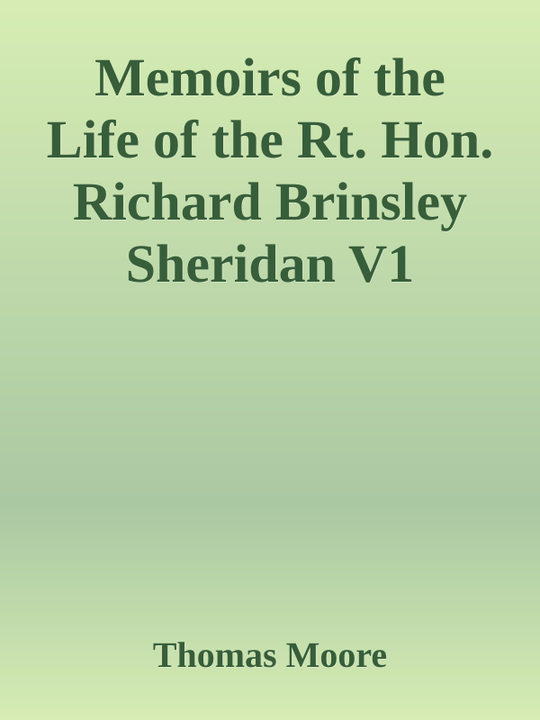 Memoirs of the
Life of the Rt. Hon.
Richard Brinsley
Sheridan V1
Thomas Moore